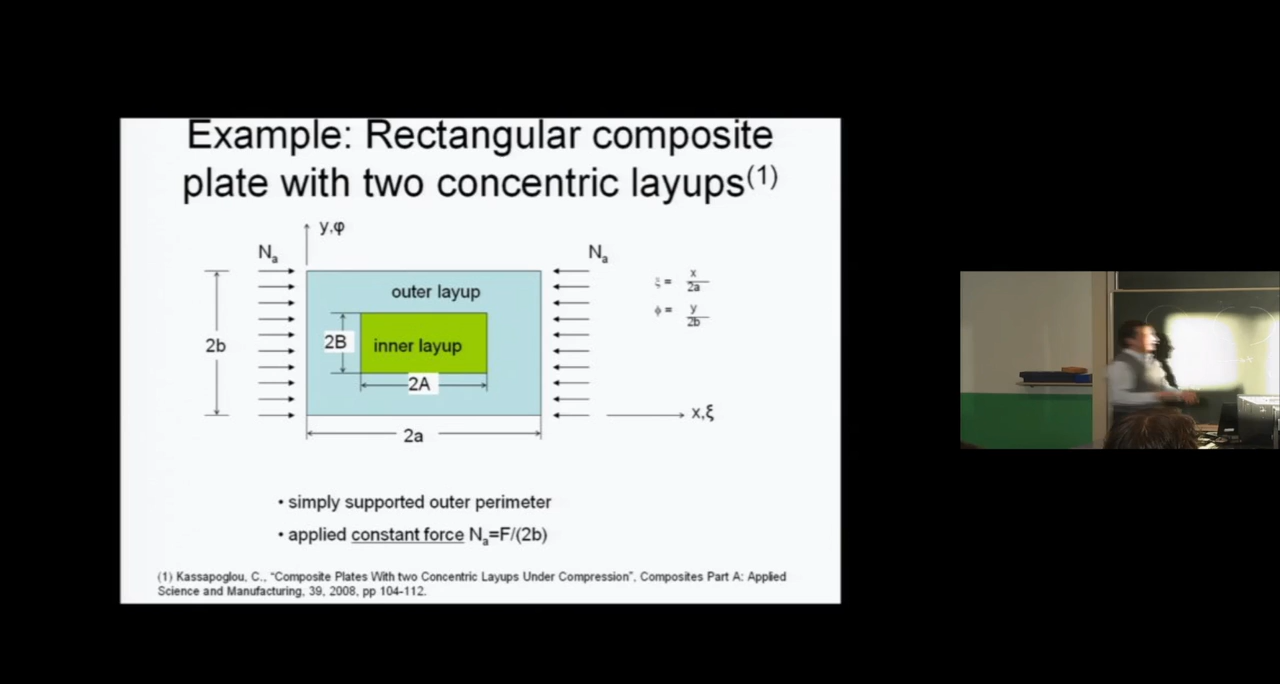 Example: Rectangular composite
plate with two concentric layups(1)
y,φ
Na
Na
outer layup
ξ = x/2a
ϕ = y/2b
2b
2B
inner layup
2A
x,ξ
2a
• simply supported outer perimeter
• applied constant force Na=F/(2b)
(1) Kassapoglou, C., "Composite Plates With two Concentric Layups Under Compression", Composites Part A: Applied
Science and Manufacturing, 39, 2008, pp 104-112.